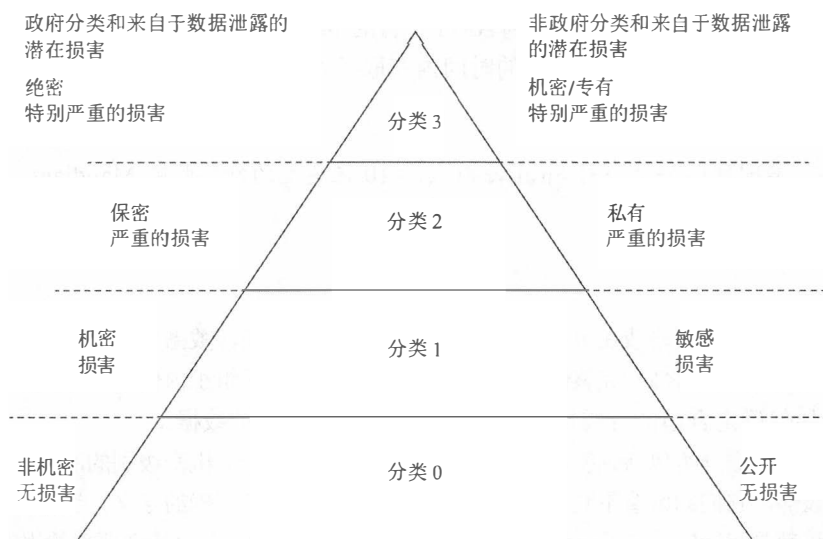 政府分类和来自于数据泄露的
潜在损害
绝密
特别严重的损害
非政府分类和来自于数据泄露
的潜在损害
机密/专有
特别严重的损害
分类 3
保密
严重的损害
分类 2
私有
严重的损害
机密
损害
分类 1
敏感
损害
非机密
无损害
分类 0
公开
无损害